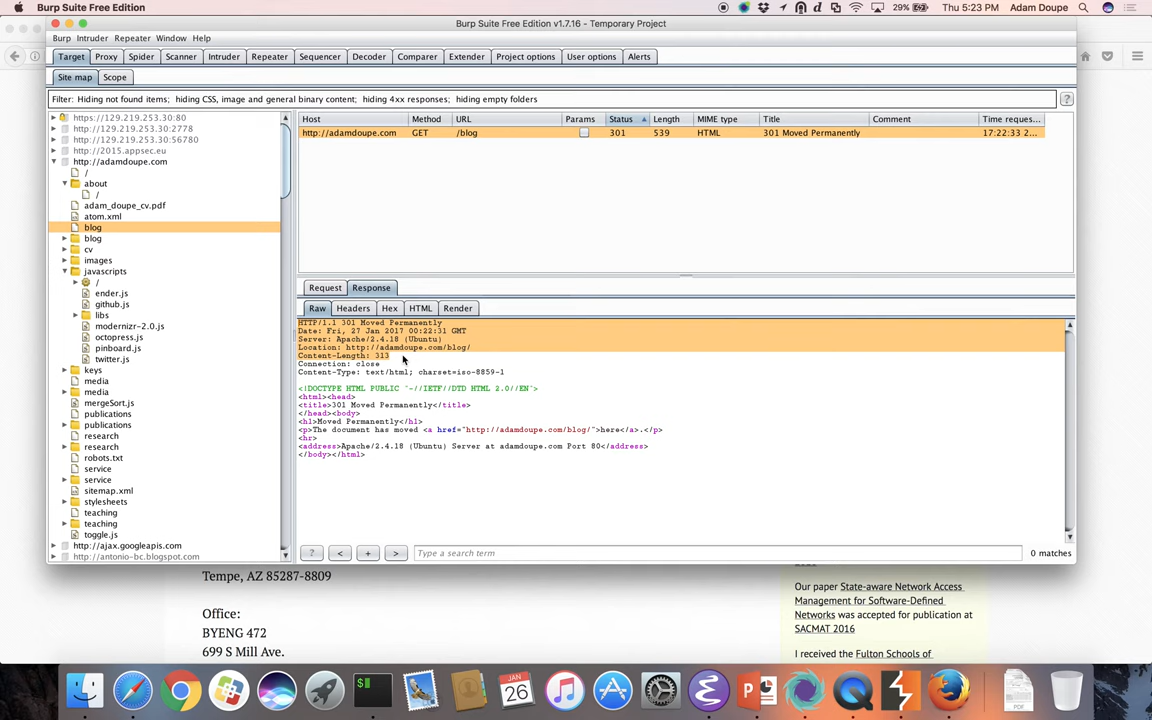 Burp Suite Free Edition
29%
Thu 5:23 PM
Adam Doupe
Burp Suite Free Edition v1.7.16 - Temporary Project
Burp Intruder Repeater Window Help
Target Proxy Spider Scanner Intruder Repeater Sequencer Decoder Comparer Extender Project options User options Alerts
Site map Scope
Filter: Hiding not found items; hiding CSS, image and general binary content; hiding 4xx responses; hiding empty folders
?
https://129.219.253.30:80
http://129.219.253.30:2778
http://129.219.253.30:56780
http://2015.appsec.eu
http://adamdoupe.com
/
about
/
adam_doupe_cv.pdf
atom.xml
blog
blog
cv
images
javascripts
/
ender.js
github.js
libs
modernizr-2.0.js
octopress.js
pinboard.js
twitter.js
keys
media
media
mergeSort.js
publications
publications
research
research
robots.txt
service
service
sitemap.xml
stylesheets
teaching
teaching
toggle.js
http://ajax.googleapis.com
http://antonio-bc.blogspot.com
Host Method URL Params Status Length MIME type Title Comment Time reques...
http://adamdoupe.com GET /blog 301 539 HTML 301 Moved Permanently 17:22:33 2...
Request Response
Raw Headers Hex HTML Render
HTTP/1.1 301 Moved Permanently
Date: Fri, 27 Jan 2017 00:22:31 GMT
Server: Apache/2.4.18 (Ubuntu)
Location: http://adamdoupe.com/blog/
Content-Length: 313
Connection: close
Content-Type: text/html; charset=iso-8859-1
<!DOCTYPE HTML PUBLIC "-//IETF//DTD HTML 2.0//EN">
<html><head>
<title>301 Moved Permanently</title>
</head><body>
<h1>Moved Permanently</h1>
<p>The document has moved <a href="http://adamdoupe.com/blog/">here</a>.</p>
<hr>
<address>Apache/2.4.18 (Ubuntu) Server at adamdoupe.com Port 80</address>
</body></html>
? < + > Type a search term 0 matches
Tempe, AZ 85287-8809
Office:
BYENG 472
699 S Mill Ave.
Our paper State-aware Network Access
Management for Software-Defined
Networks was accepted for publication at
SACMAT 2016
I received the Fulton Schools of
JAN
26
PDF